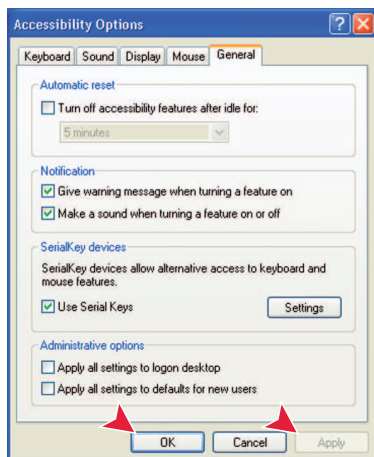 Accessibility Options
Keyboard Sound Display Mouse General
Automatic reset
Turn off accessibility features after idle for:
5 minutes
Notification
Give warning message when turning a feature on
Make a sound when turning a feature on or off
SerialKey devices
SerialKey devices allow alternative access to keyboard and
mouse features.
Use Serial Keys Settings
Administrative options
Apply all settings to logon desktop
Apply all settings to defaults for new users
OK Cancel Apply